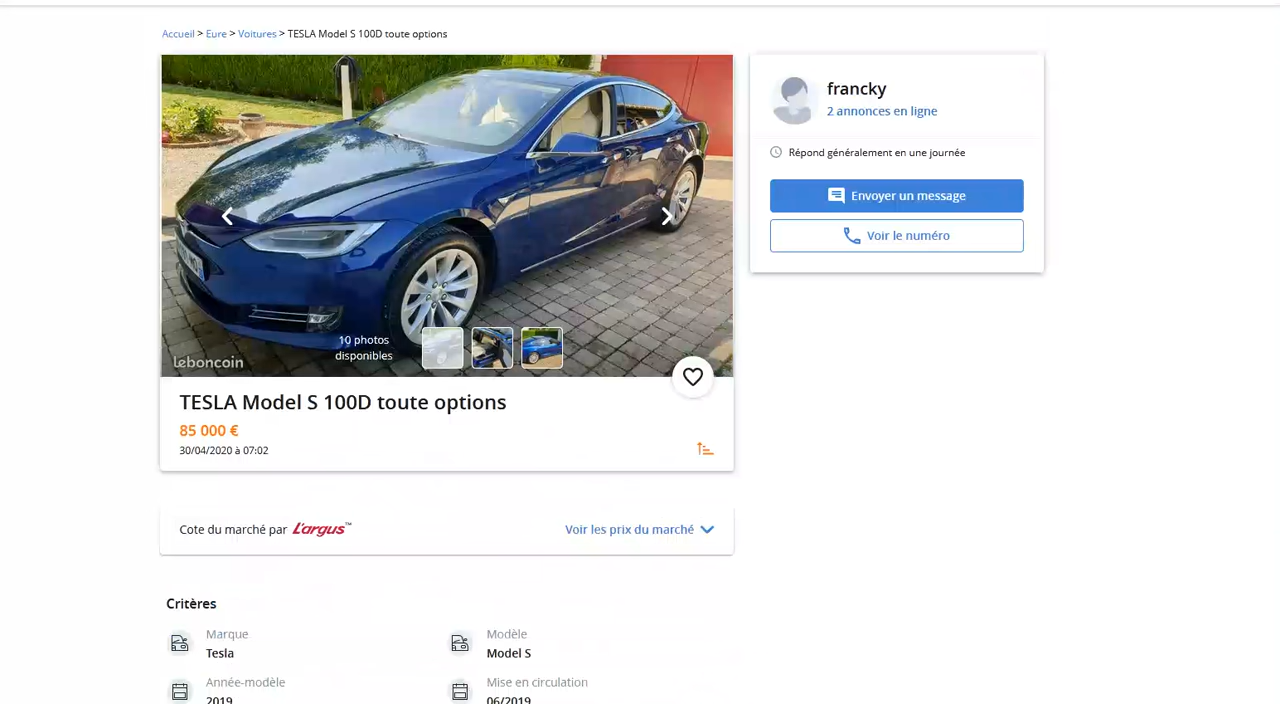 Accueil > Eure > Voitures > TESLA Model S 100D toute options
francky
2 annonces en ligne
Répond généralement en une journée
Envoyer un message
Voir le numéro
10 photos
disponibles
leboncoin
TESLA Model S 100D toute options
85 000 €
30/04/2020 à 07:02
Cote du marché par L'argus™
Voir les prix du marché
Critères
Marque
Tesla
Modèle
Model S
Année-modèle
2019
Mise en circulation
06/2019